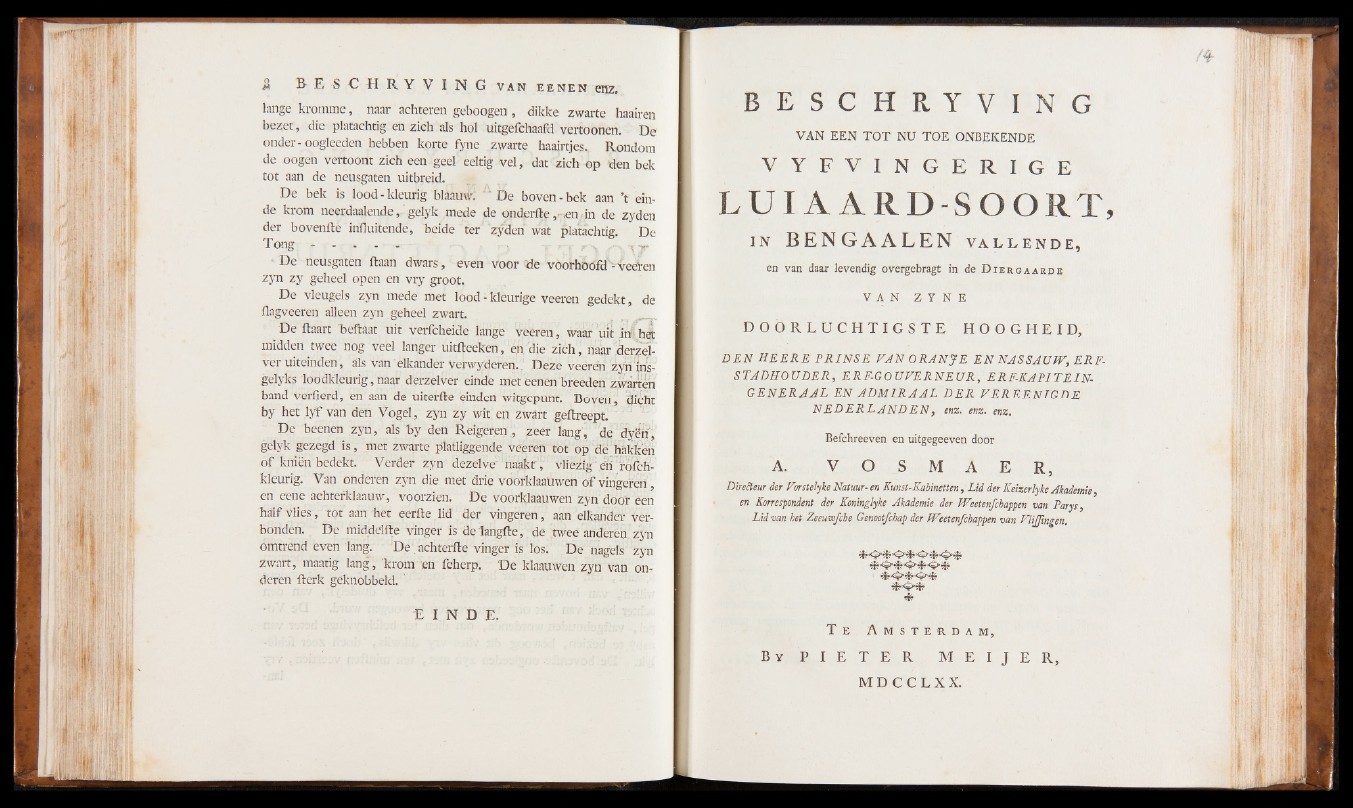 8 BESCHRYVING VAN EENEN enz.
lange kromme, naar achteren geboogen, dikke zwarte haairen
bezet, die platachtig en zich als hol uitgeſchaafd vertoonen. De
onder-oogleeden hebben korte fyne zwarte haairtjes. Rondom
de oogen vertoont zich een geel eeltig vel, dat zich op den bek
tot aan de neusgaten uitbreid.
De bek is lood-kleurig blaauw. De boven-bek aan 't ein-
de krom neerdaalende, gelyk mede de onderſte, en in de zyden
der bovenſte inſluitende, beide ter zyden wat platachtig. De
Tong - - - - -
De neusgaten ſtaan dwars, even voor de voorhoofd-veeren
zyn zy geheel open en vry groot.
De vleugels zyn mede met lood-kleurige veeren gedekt, de
ſlagveeren alleen zyn geheel zwart.
De ſtaart beſtaat uit verſcheide lange veeren, waar uit in het
midden twee nog veel langer uitſteeken, en die zich, naar derzel-
ver uiteinden, als van elkander verwyderen. Deze veeren zyn ins-
gelyks loodkleurig, naar derzelver einde met eenen breeden zwarten
band verſierd, en aan de uiterſte einden witgepunt. Boven, dicht
by het lyf van den Vogel, zyn zy wit en zwart geſtreept.
De beenen zyn, als by den Reigeren, zeer lang, de dyën,
gelyk gezegd is, met zwarte platliggende veeren tot op de hakken
of kniën bedekt. Verder zyn dezelve naakt, vliezig en roſch-
kleurig. Van onderen zyn die met drie voorklaauwen of vingeren,
en eene achterklauw, voorzien. De voorklaauwen zyn door een
half vlies, tot aan het eerſte lid der vingeren, aan elkander ver-
bonden. De middelſte vinger is de langſte, de twee anderen zyn
omtrend even lang. De achterſte vinger is los. De nagels zyn
zwart, maatig lang, krom en ſcherp. De klaauwen zyn van on-
deren ſterk geknobbeld.
EINDE.
14
BESCHRYVING
VAN EEN TOT NU TOE ONBEKENDE
VYFVINGERIGE
LUIAARD-SOORT,
IN BENGAALEN VALLENDE,
en van daar levendig overgebragt in de DIERGAARDE
VAN ZYNE
DOORLUCHTIGSTE HOOGHEID,
DEN HEERE PRINSE VAN ORANJE EN NASSAUW, ERF-
STADHOUDER, ERF-GOUVERNEUR, ERF-KAPITEIN-
GENERAAL EN ADMIRAAL DER VEREENIGDE
NEDERLANDEN, enz. enz. enz.
Beſchreeven en uitgegeeven door
A. VOSMAER,
Directeur der Vorstelyke Natuur- en Kunst-Kabinetten, Lid der Keizerlyke Akademie,
en Korrespondent der Koninglyke Akademie der Weetenſchappen van Parys,
Lid van het Zeeuwſche Genootſchap der Weetenſchappen van Vliſſingen.
TE AMSTERDAM,
By PIETER MEIJER,
MDCCLXX.